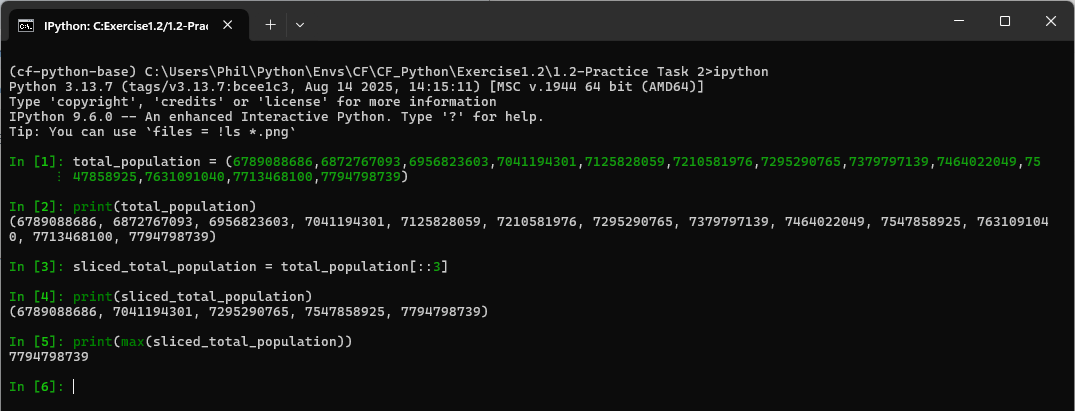 IPython: C:Exercise1.2/1.2-Prac
(cf-python-base) C:\Users\Phil\Python\Envs\CF\CF_Python\Exercise1.2\1.2-Practice Task 2>ipython
Python 3.13.7 (tags/v3.13.7:bcee1c3, Aug 14 2025, 14:15:11) [MSC v.1944 64 bit (AMD64)]
Type 'copyright', 'credits' or 'license' for more information
IPython 9.6.0 -- An enhanced Interactive Python. Type '?' for help.
Tip: You can use `files = !ls *.png`
In [1]: total_population = (6789088686,6872767093,6956823603,7041194301,7125828059,7210581976,7295290765,7379797139,7464022049,75
⋮ 47858925,7631091040,7713468100,7794798739)
In [2]: print(total_population)
(6789088686, 6872767093, 6956823603, 7041194301, 7125828059, 7210581976, 7295290765, 7379797139, 7464022049, 7547858925, 763109104
0, 7713468100, 7794798739)
In [3]: sliced_total_population = total_population[::3]
In [4]: print(sliced_total_population)
(6789088686, 7041194301, 7295290765, 7547858925, 7794798739)
In [5]: print(max(sliced_total_population))
7794798739
In [6]: